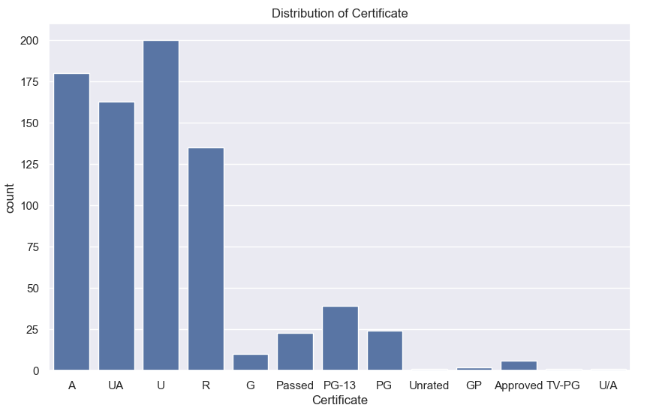 Distribution of Certificate
200
175
150
125
100
75
50
25
0
count
A UA U R G Passed PG-13 PG Unrated GP Approved TV-PG U/A
Certificate